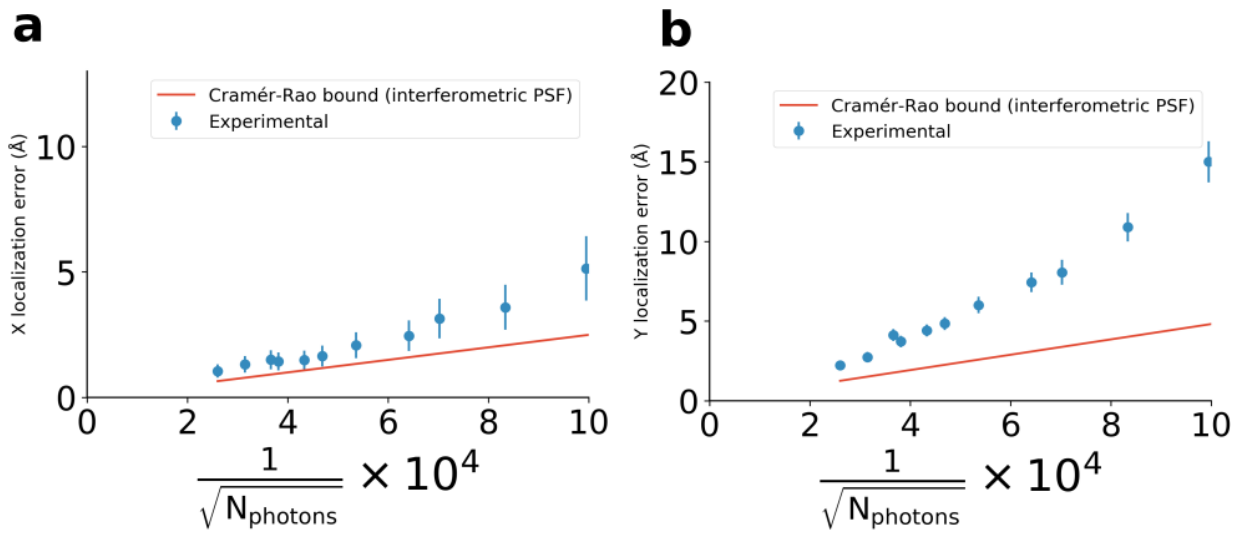 a
X localization error (Å)
10
5
0
Cramér-Rao bound (interferometric PSF)
Experimental
0 2 4 6 8 10
1/√N_photons × 10⁴
b
Y localization error (Å)
20
15
10
5
0
Cramér-Rao bound (interferometric PSF)
Experimental
0 2 4 6 8 10
1/√N_photons × 10⁴